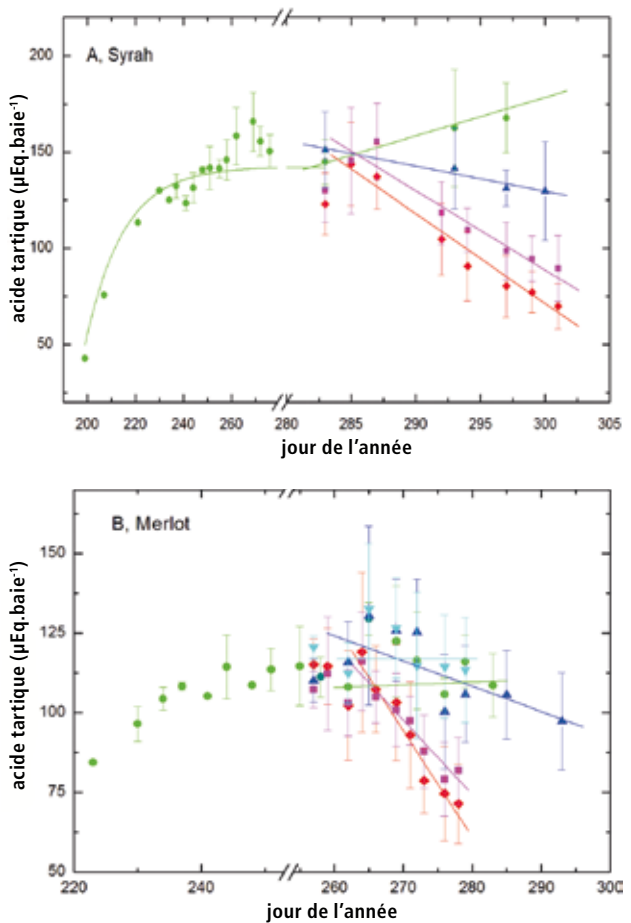 A, Syrah
acide tartique (µEq.baie⁻¹)
200
150
100
50
200 220 240 260 280 285 290 295 300 305
jour de l'année
B, Merlot
acide tartique (µEq.baie⁻¹)
150
125
100
75
50
220 240 260 270 280 290 300
jour de l'année